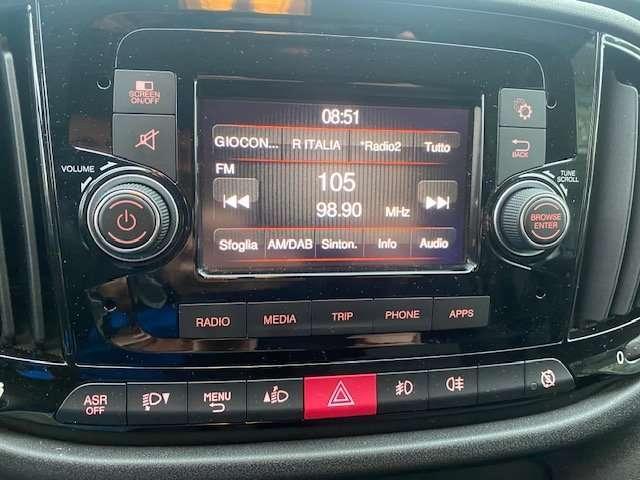 SCREEN
ON/OFF
08:51
GIOCON... R ITALIA *Radio2 Tutto
FM
VOLUME
105
98.90 MHz
BACK
TUNE
SCROLL
BROWSE
ENTER
Sfoglia AM/DAB Sinton. Info Audio
RADIO MEDIA TRIP PHONE APPS
ASR
OFF
MENU
0